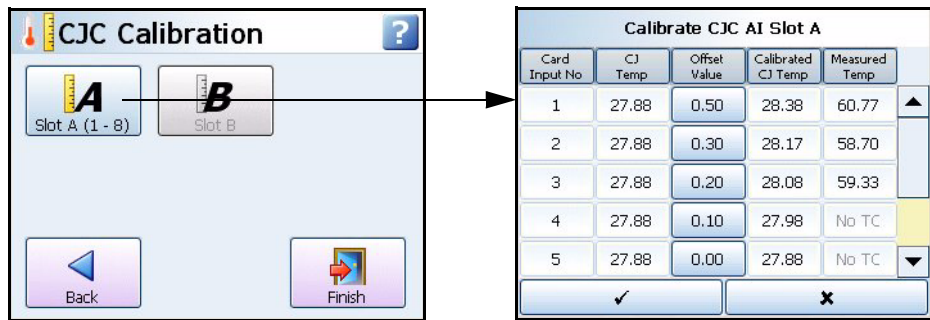 CJC Calibration
?
A
Slot A (1 - 8)
B
Slot B
Back
Finish
Calibrate CJC AI Slot A
Card Input No CJ Temp Offset Value Calibrated CJ Temp Measured Temp
1 27.88 0.50 28.38 60.77
2 27.88 0.30 28.17 58.70
3 27.88 0.20 28.08 59.33
4 27.88 0.10 27.98 No TC
5 27.88 0.00 27.88 No TC